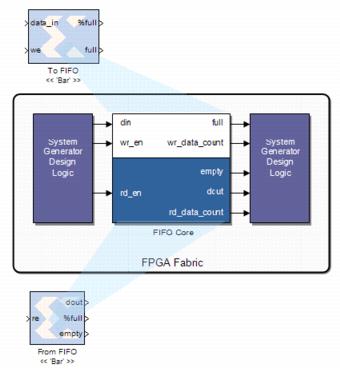 data_in %full
we full
To FIFO
<< 'Bar' >>
System Generator Design Logic
din full
wr_en wr_data_count
empty
rd_en dout
rd_data_count
System Generator Design Logic
FIFO Core
FPGA Fabric
dout
re %full
empty
From FIFO
<< 'Bar' >>